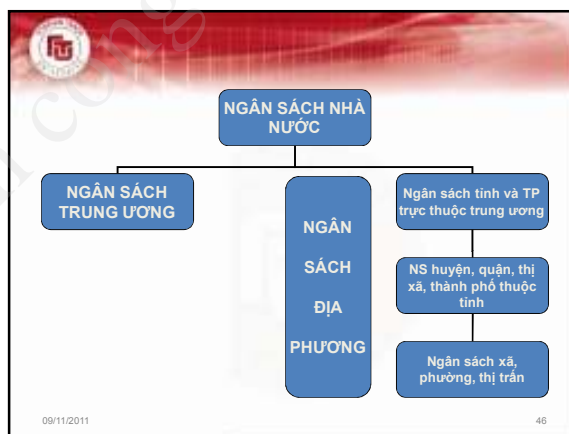 NGÂN SÁCH NHÀ
NƯỚC
NGÂN SÁCH
TRUNG ƯƠNG
NGÂN
SÁCH
ĐỊA
PHƯƠNG
Ngân sách tỉnh và TP
trực thuộc trung ương
NS huyện, quận, thị
xã, thành phố thuộc
tỉnh
Ngân sách xã,
phường, thị trấn
09/11/2011
46